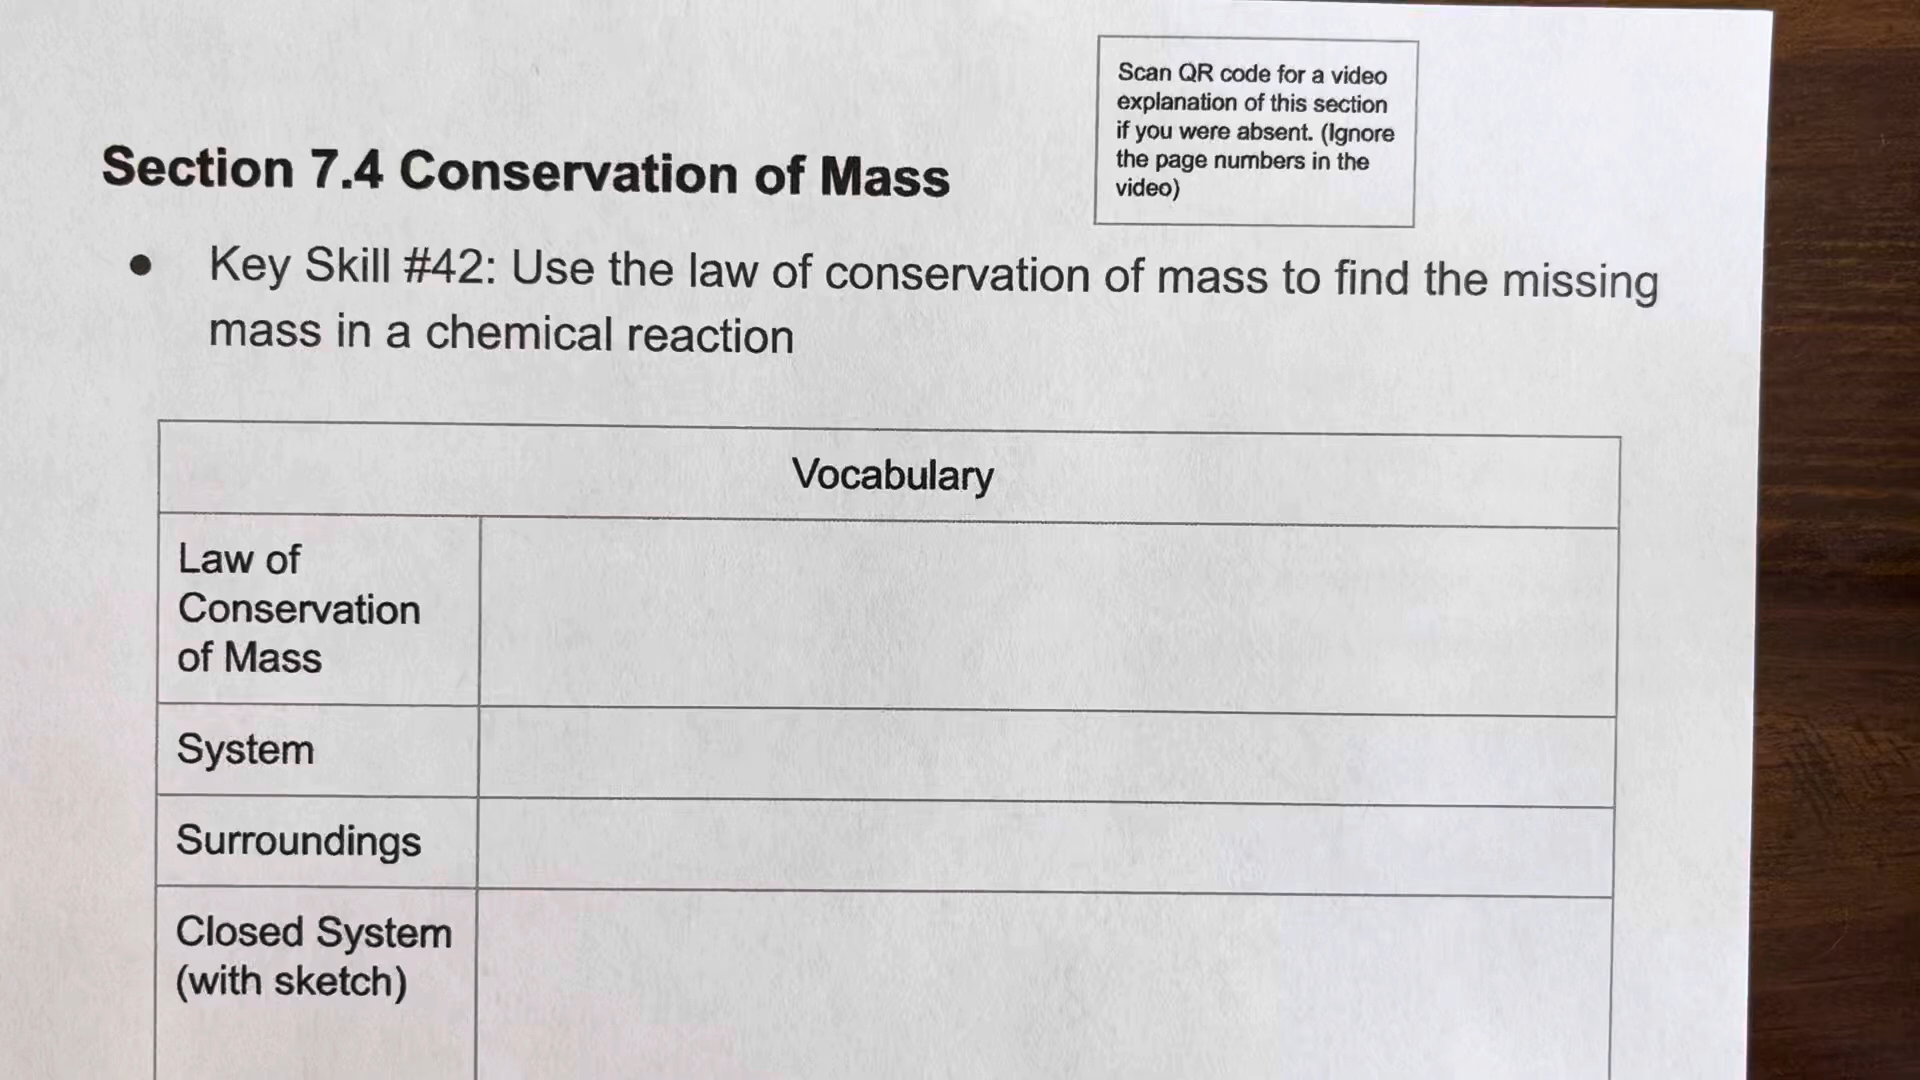 Scan QR code for a video
explanation of this section
if you were absent. (Ignore
the page numbers in the
video)
Section 7.4 Conservation of Mass
● Key Skill #42: Use the law of conservation of mass to find the missing
mass in a chemical reaction
Vocabulary
Law of
Conservation
of Mass
System
Surroundings
Closed System
(with sketch)